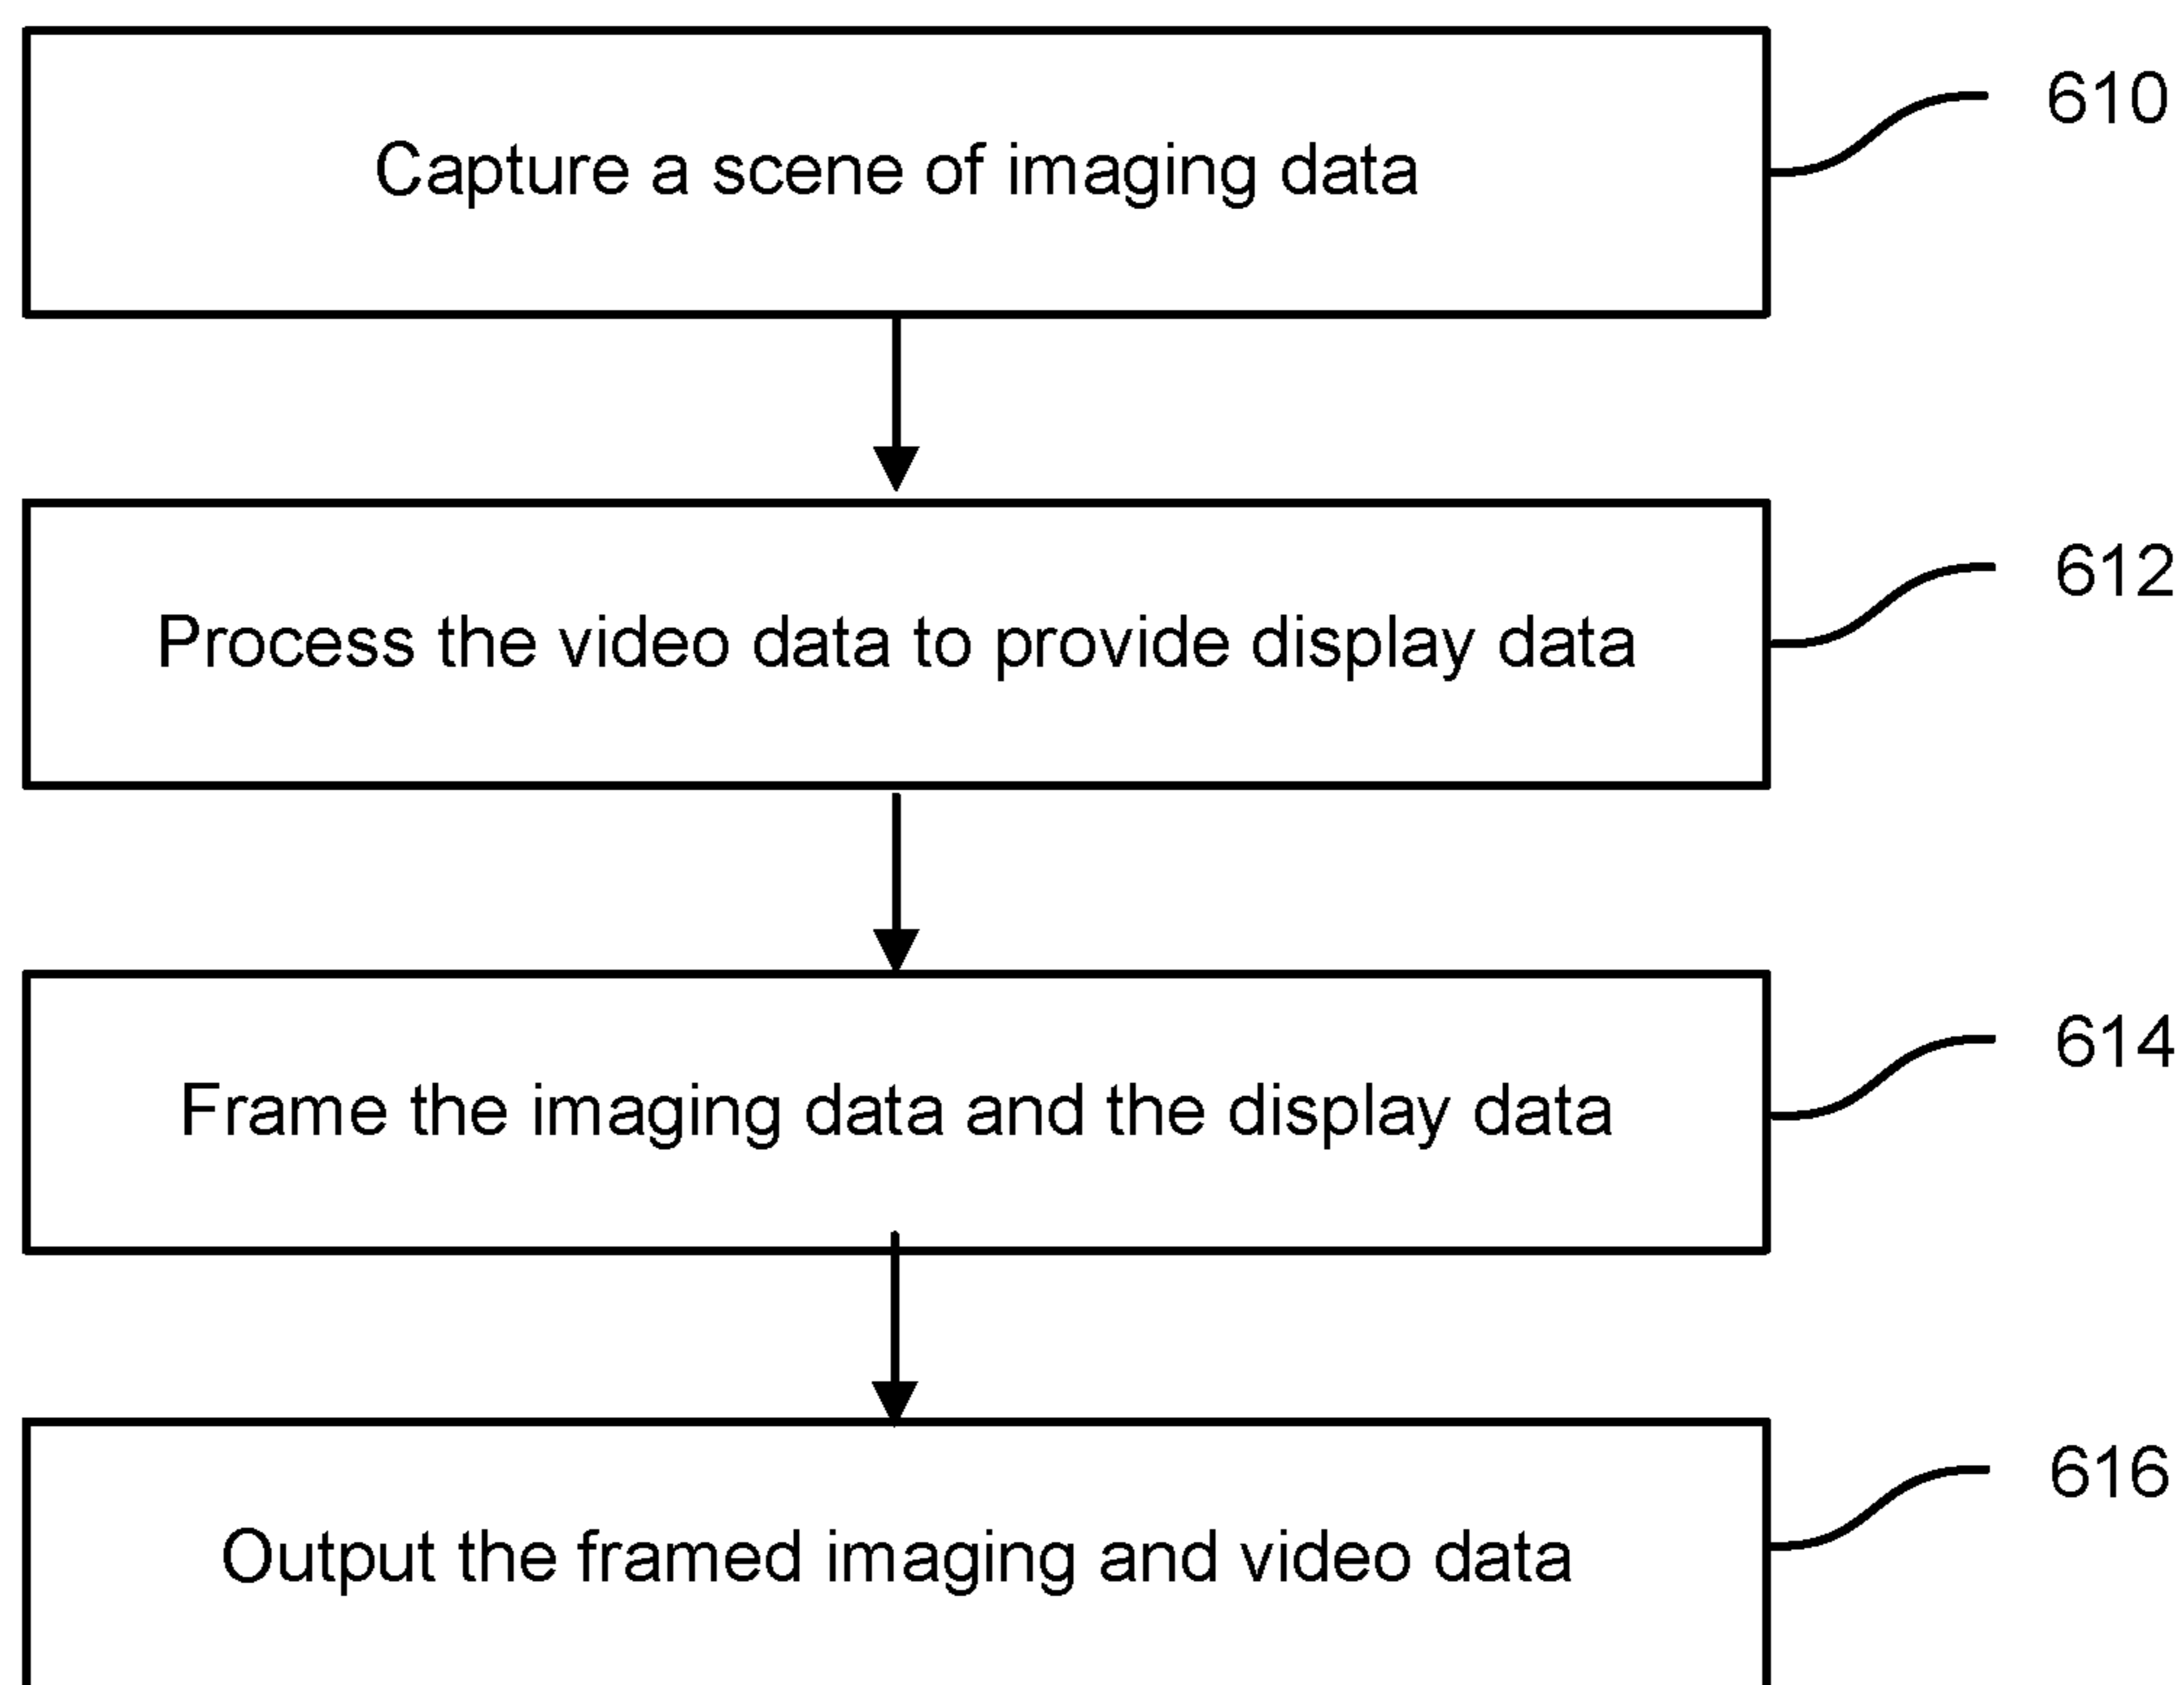 Capture a scene of imaging data
610
Process the video data to provide display data
612
Frame the imaging data and the display data
614
Output the framed imaging and video data
616